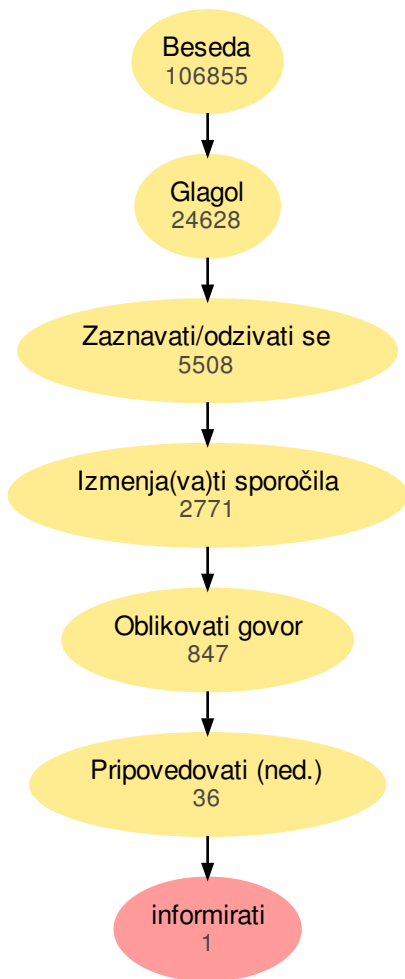 Beseda
106855
Glagol
24628
Zaznavati/odzivati se
5508
Izmenja(va)ti sporočila
2771
Oblikovati govor
847
Pripovedovati (ned.)
36
informirati
1